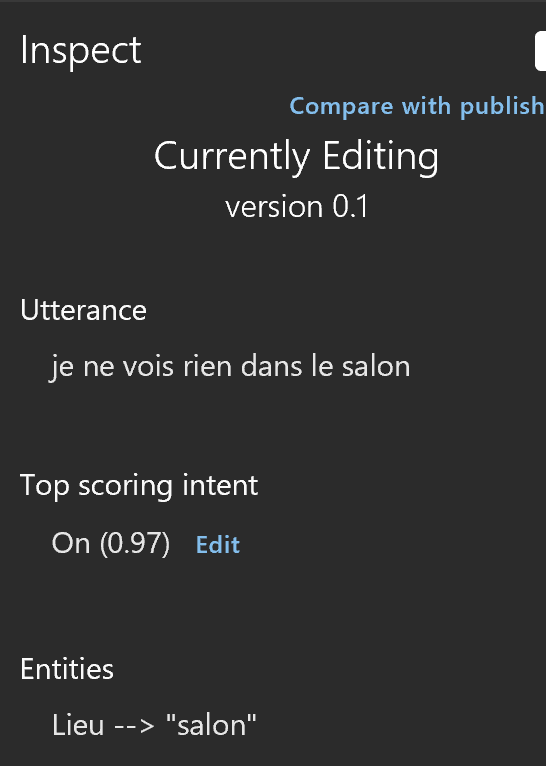 Inspect
Compare with publish
Currently Editing
version 0.1
Utterance
je ne vois rien dans le salon
Top scoring intent
On (0.97) Edit
Entities
Lieu --> "salon"